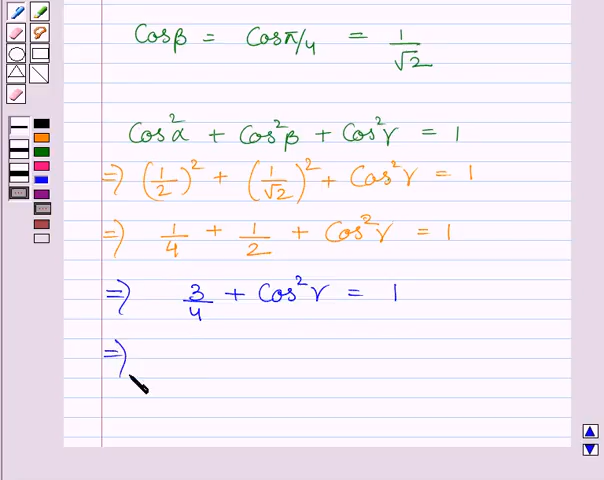 Cosβ = Cosπ/4 = 1/√2
Cos²α + Cos²β + Cos²γ = 1
⇒ (1/2)² + (1/√2)² + Cos²γ = 1
⇒ 1/4 + 1/2 + Cos²γ = 1
⇒ 3/4 + Cos²γ = 1
⇒